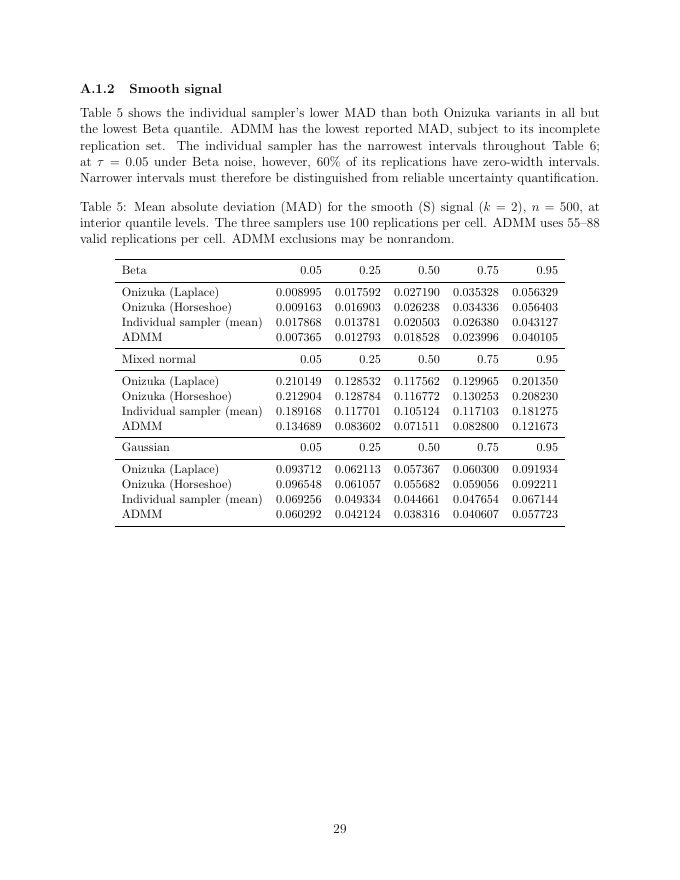 A.1.2 Smooth signal
Table 5 shows the individual sampler's lower MAD than both Onizuka variants in all but
the lowest Beta quantile. ADMM has the lowest reported MAD, subject to its incomplete
replication set. The individual sampler has the narrowest intervals throughout Table 6;
at τ = 0.05 under Beta noise, however, 60% of its replications have zero-width intervals.
Narrower intervals must therefore be distinguished from reliable uncertainty quantification.
Table 5: Mean absolute deviation (MAD) for the smooth (S) signal (k = 2), n = 500, at
interior quantile levels. The three samplers use 100 replications per cell. ADMM uses 55–88
valid replications per cell. ADMM exclusions may be nonrandom.
Beta 0.05 0.25 0.50 0.75 0.95
Onizuka (Laplace) 0.008995 0.017592 0.027190 0.035328 0.056329
Onizuka (Horseshoe) 0.009163 0.016903 0.026238 0.034336 0.056403
Individual sampler (mean) 0.017868 0.013781 0.020503 0.026380 0.043127
ADMM 0.007365 0.012793 0.018528 0.023996 0.040105
Mixed normal 0.05 0.25 0.50 0.75 0.95
Onizuka (Laplace) 0.210149 0.128532 0.117562 0.129965 0.201350
Onizuka (Horseshoe) 0.212904 0.128784 0.116772 0.130253 0.208230
Individual sampler (mean) 0.189168 0.117701 0.105124 0.117103 0.181275
ADMM 0.134689 0.083602 0.071511 0.082800 0.121673
Gaussian 0.05 0.25 0.50 0.75 0.95
Onizuka (Laplace) 0.093712 0.062113 0.057367 0.060300 0.091934
Onizuka (Horseshoe) 0.096548 0.061057 0.055682 0.059056 0.092211
Individual sampler (mean) 0.069256 0.049334 0.044661 0.047654 0.067144
ADMM 0.060292 0.042124 0.038316 0.040607 0.057723
29